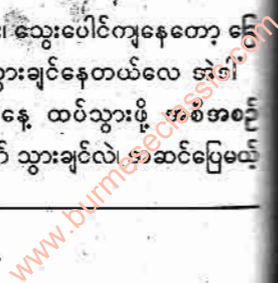 သွေးပေါင်ကျနေတော့ ခြေ
သွားချင်နေတယ်လေ အဲဒါ
နေ့ ထပ်သွားဖို့ အစီအစဉ်
သွားချင်လဲ၊ အဆင်ပြေမယ့်
www.burmeseclassic.com